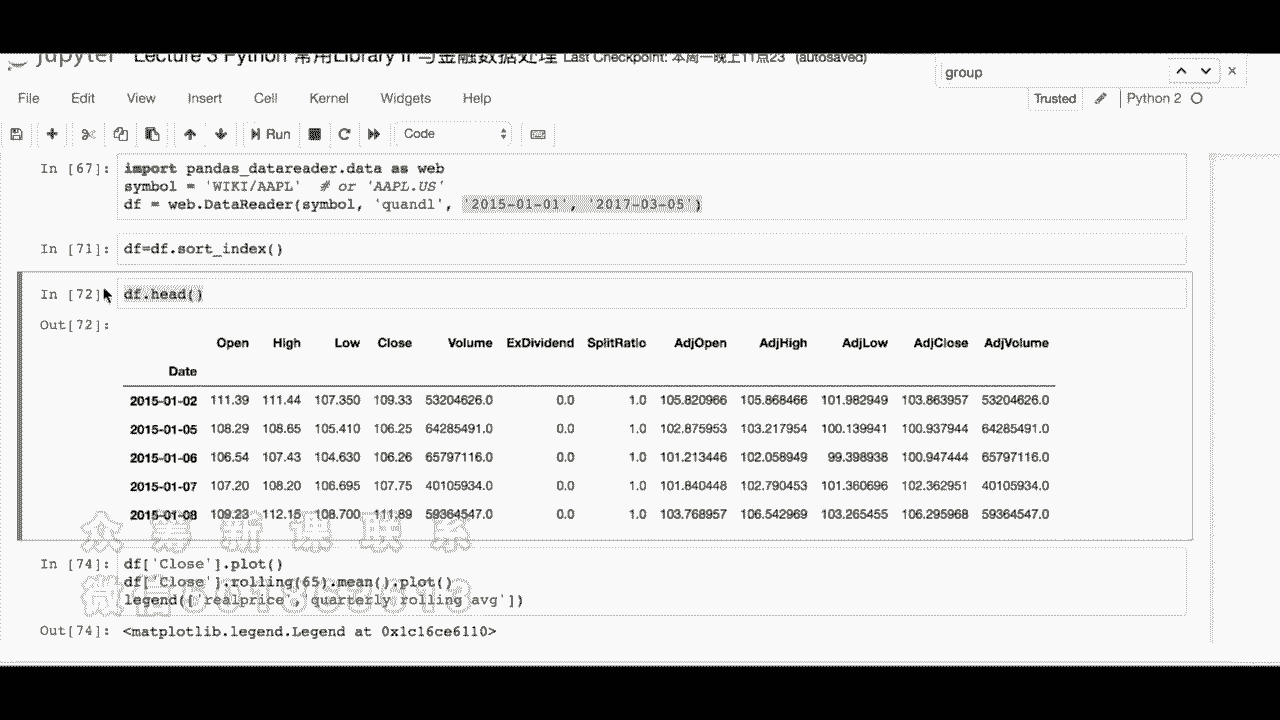 jupyter Lecture 3 Python 常用Library II 与金融数据处理 Last Checkpoint: 本周一晚上11点23 (autosaved)
group
File Edit View Insert Cell Kernel Widgets Help
Trusted Python 2
Run Code
In [67]: import pandas_datareader.data as web
symbol = 'WIKI/AAPL' # or 'AAPL.US'
df = web.DataReader(symbol, 'quandl', '2015-01-01', '2017-03-05')
In [71]: df=df.sort_index()
In [72]: df.head()
Out[72]:
Open High Low Close Volume ExDividend SplitRatio AdjOpen AdjHigh AdjLow AdjClose AdjVolume
Date
2015-01-02 111.39 111.44 107.350 109.33 53204626.0 0.0 1.0 105.820966 105.868466 101.982949 103.863957 53204626.0
2015-01-05 108.29 108.65 105.410 106.25 64285491.0 0.0 1.0 102.875953 103.217954 100.139941 100.937944 64285491.0
2015-01-06 106.54 107.43 104.630 106.26 65797116.0 0.0 1.0 101.213446 102.058949 99.398938 100.947444 65797116.0
2015-01-07 107.20 108.20 106.695 107.75 40105934.0 0.0 1.0 101.840448 102.790453 101.360696 102.362951 40105934.0
2015-01-08 109.23 112.15 108.700 111.89 59364547.0 0.0 1.0 103.768957 106.542969 103.265455 106.295968 59364547.0
众筹新课联系
In [74]: df['Close'].plot()
df['Close'].rolling(65).mean().plot()
微信
legend(['realprice', 'quarterly rolling avg'])
Out[74]: <matplotlib.legend.Legend at 0x1c16ce6110>